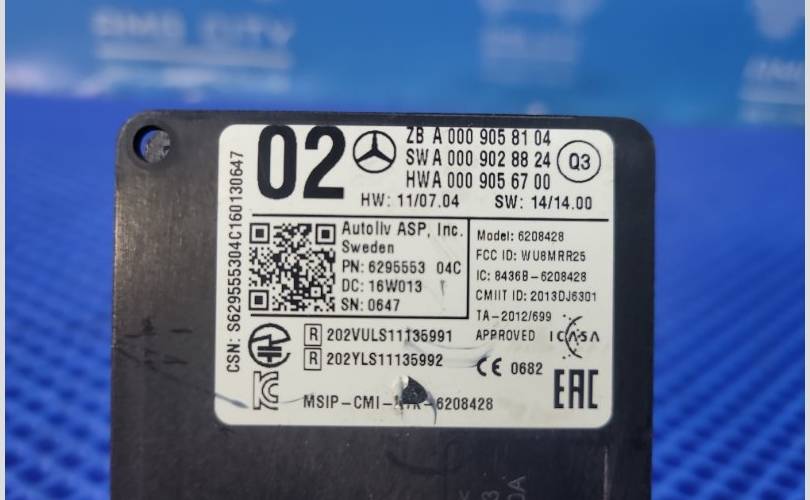 BMS CITY
02
ZB A 000 905 81 04
SW A 000 902 88 24
HW A 000 905 67 00
Q3
HW: 11/07.04 SW: 14/14.00
CSN: S629555304C160130647
Autoliv ASP, Inc.
Sweden
PN: 6295553 04C
DC: 16W013
SN: 0647
Model: 6208428
FCC ID: WU8MRR25
IC: 8436B-6208428
CMIIT ID: 2013DJ6301
TA-2012/699
APPROVED ICASA
R 202VULS11135991
R 202YLS11135992
CE 0682
EAC
MSIP-CMI- -6208428